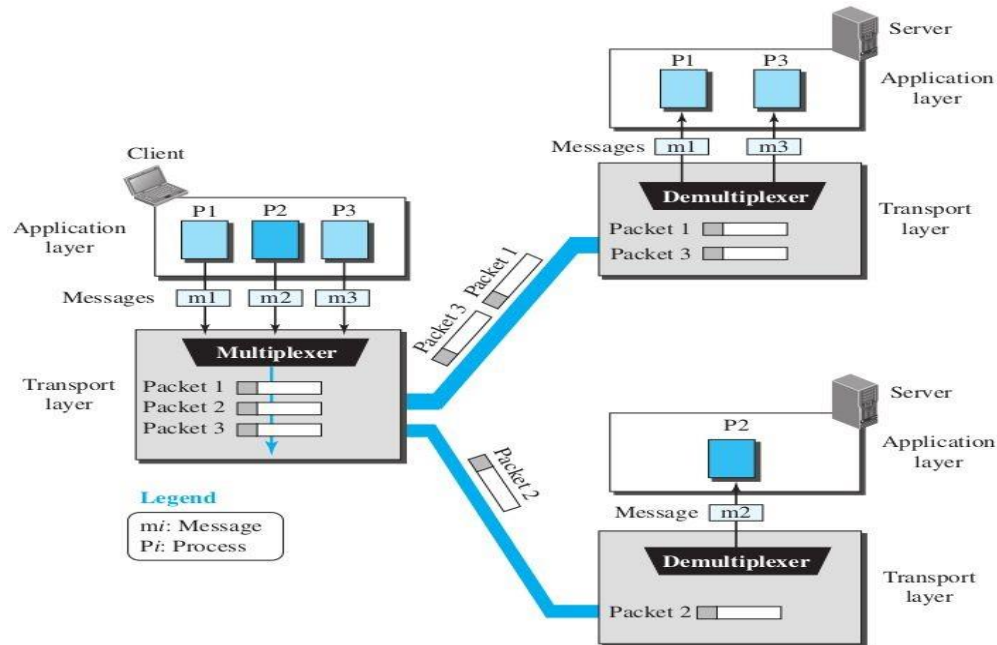 Server
P1
P3
Application
layer
Messages
m1
m3
Demultiplexer
Packet 1
Packet 3
Transport
layer
Client
P1
P2
P3
Application
layer
Messages
m1
m2
m3
Multiplexer
Packet 1
Packet 2
Packet 3
Transport
layer
Packet 1
Packet 3
Packet 2
Server
P2
Application
layer
Message
m2
Demultiplexer
Packet 2
Transport
layer
Legend
mi: Message
Pi: Process